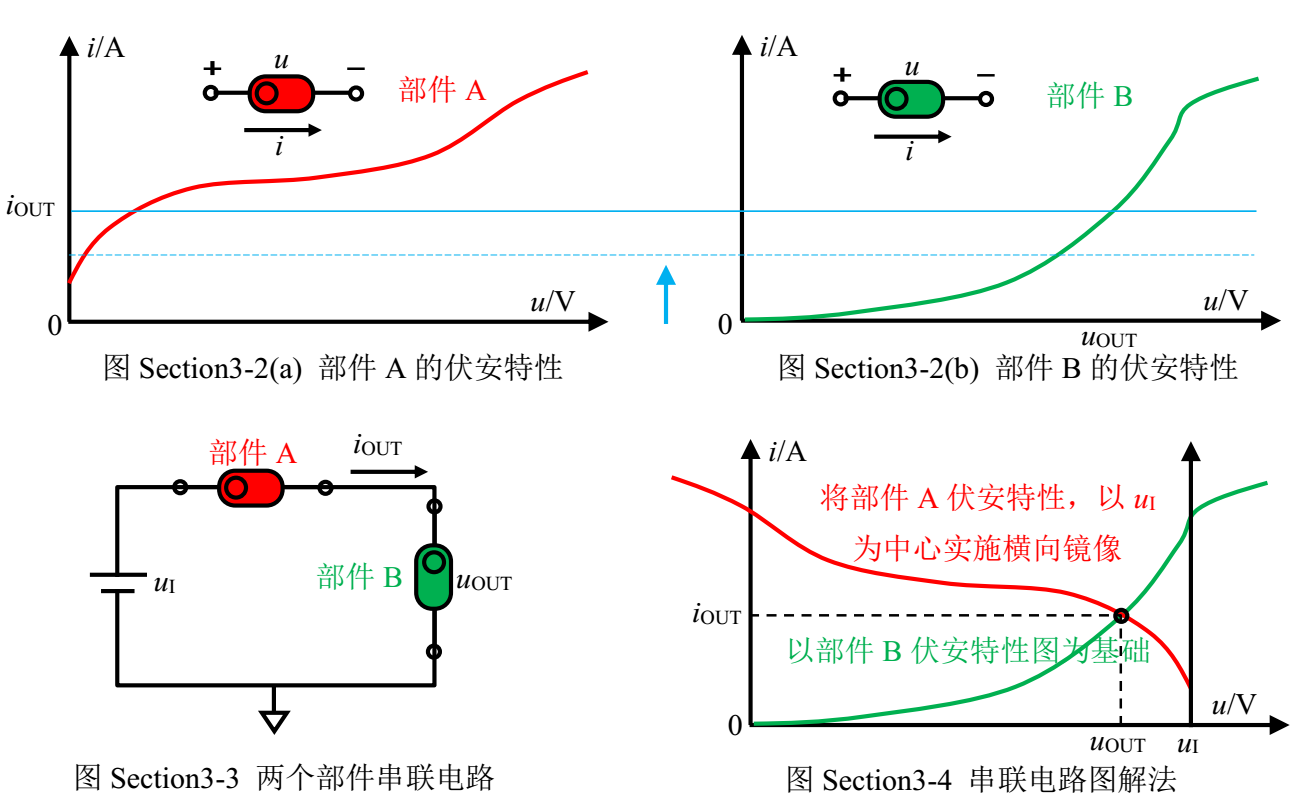 i/A
+ u −
部件 A
i
iOUT
u/V
0
图 Section3-2(a) 部件 A 的伏安特性
i/A
+ u −
部件 B
i
u/V
0
uOUT
图 Section3-2(b) 部件 B 的伏安特性
部件 A
iOUT
uI
部件 B
uOUT
图 Section3-3 两个部件串联电路
i/A
将部件 A 伏安特性，以 uI
为中心实施横向镜像
iOUT
以部件 B 伏安特性图为基础
u/V
0
uOUT
uI
图 Section3-4 串联电路图解法